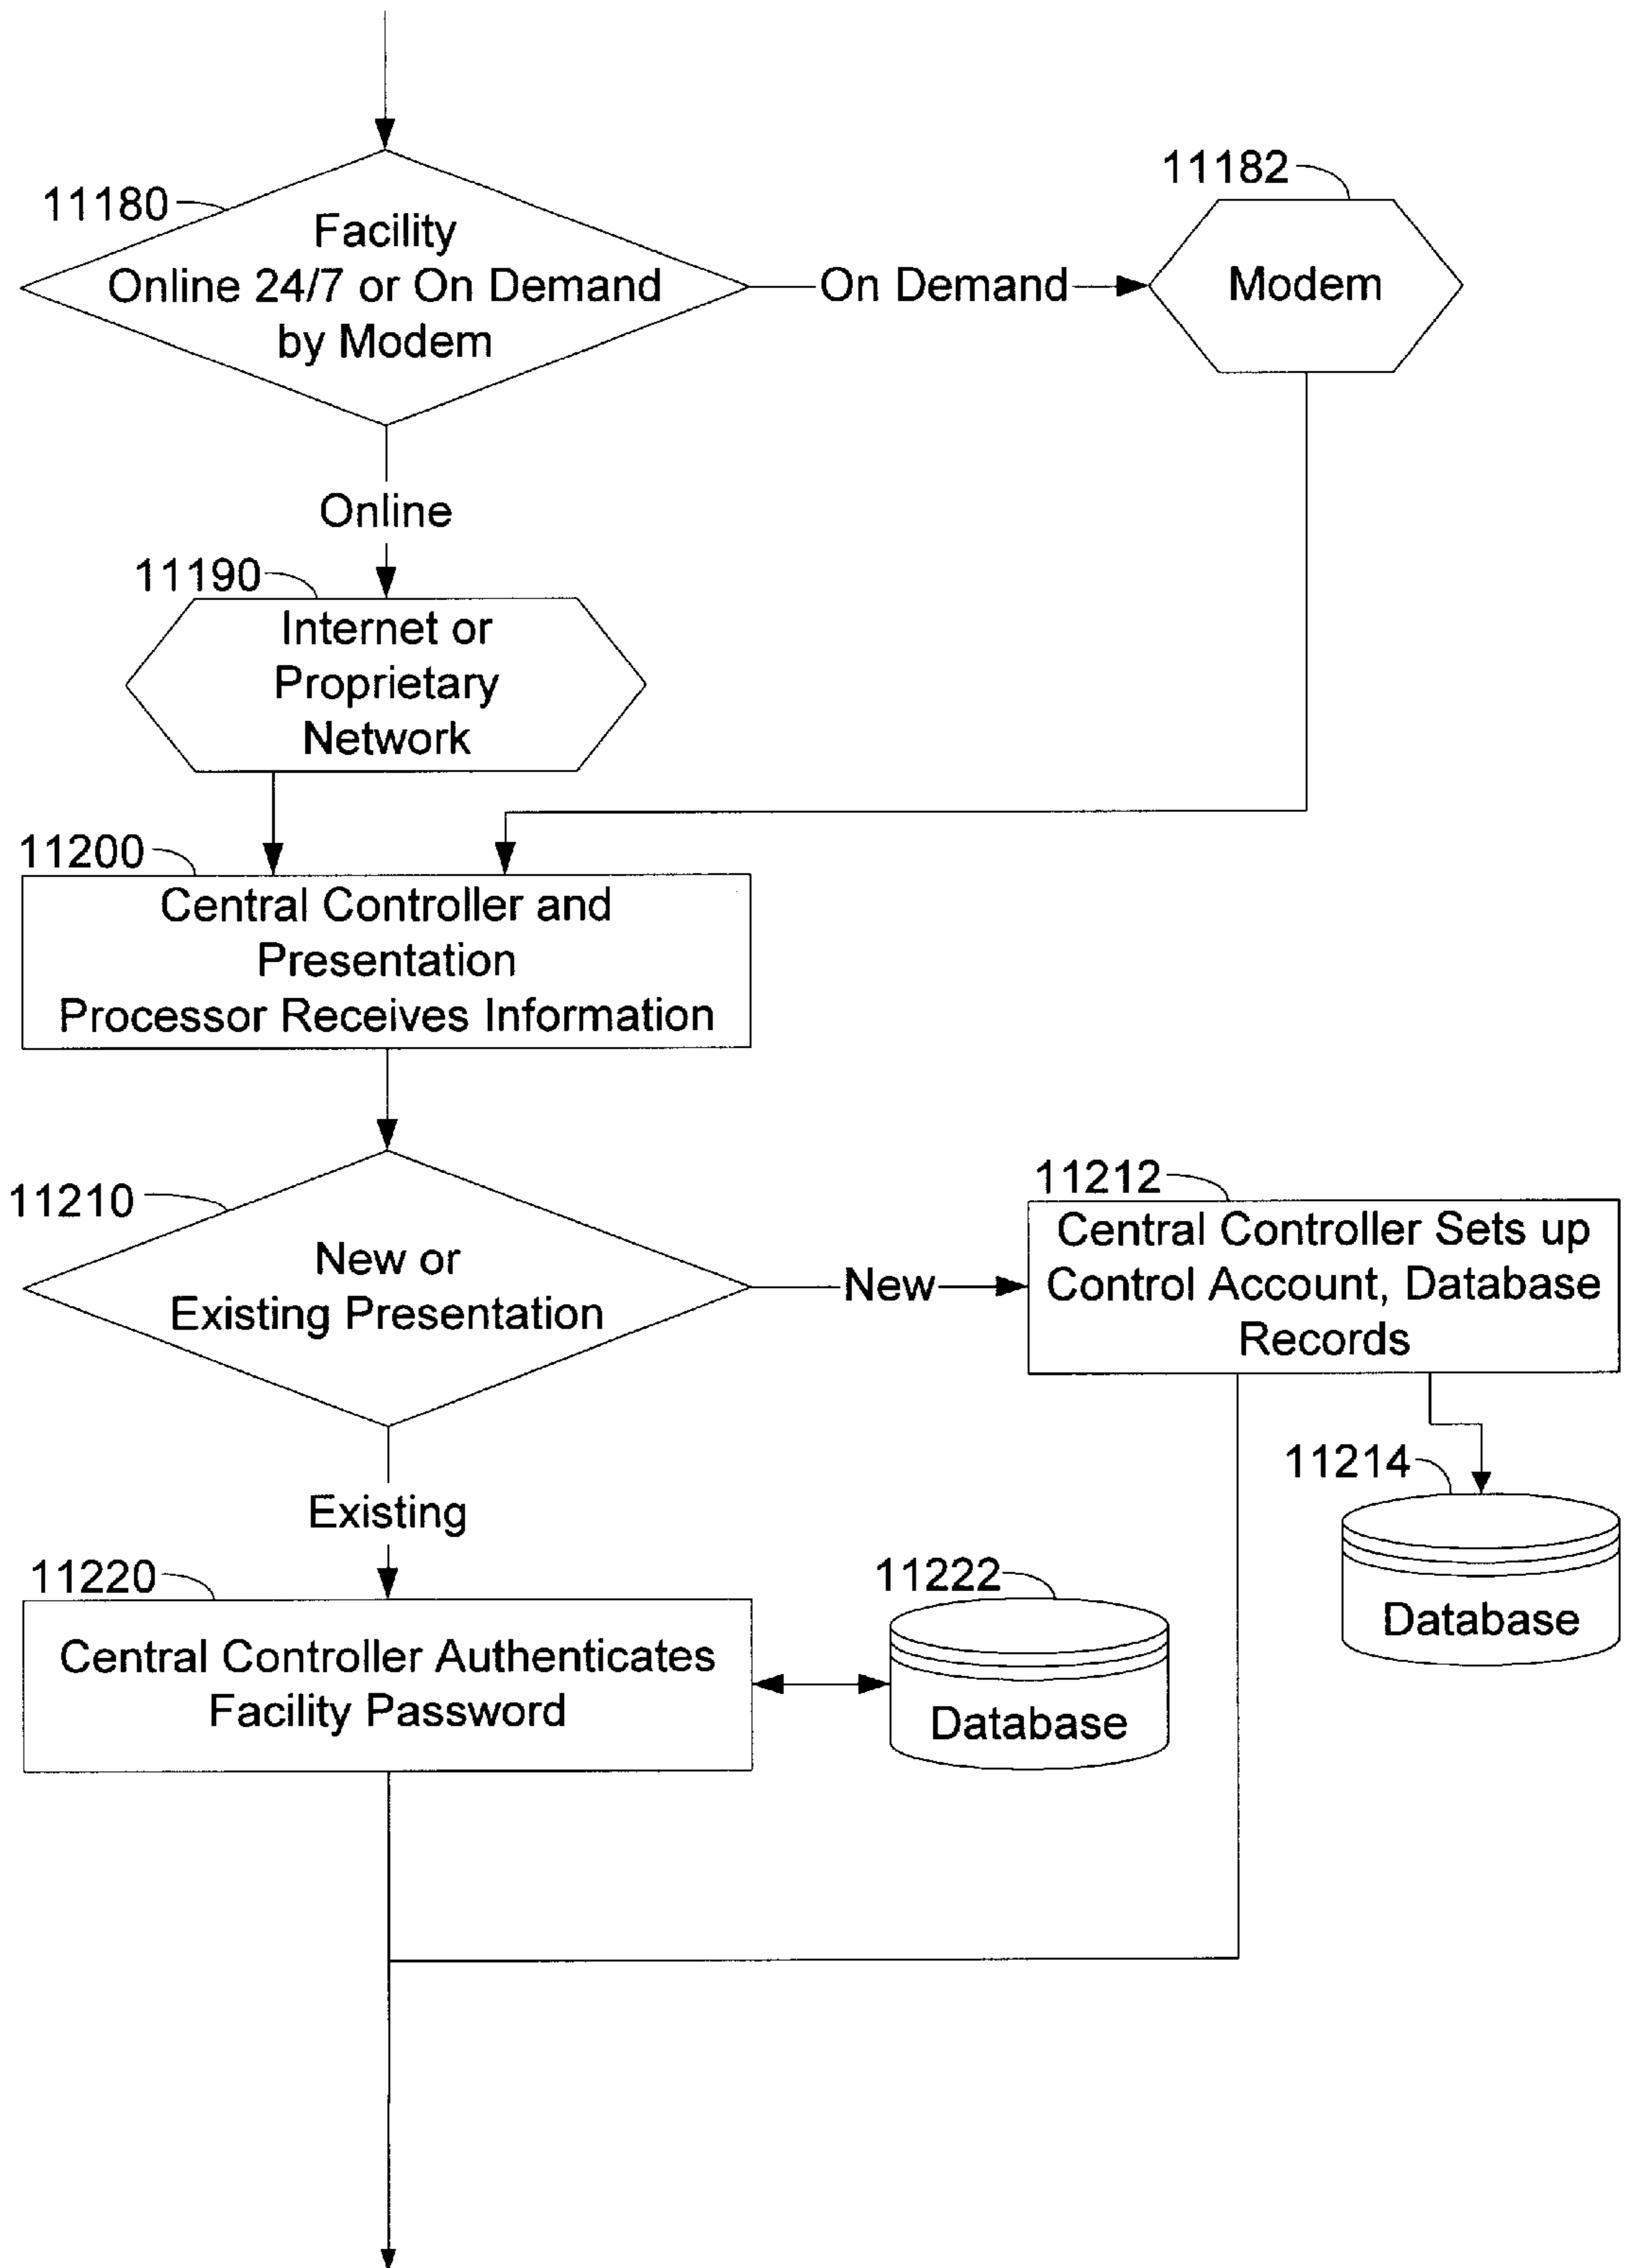 11180
Facility
Online 24/7 or On Demand
by Modem
On Demand
11182
Modem
Online
11190
Internet or
Proprietary
Network
11200
Central Controller and
Presentation
Processor Receives Information
11210
New or
Existing Presentation
New
11212
Central Controller Sets up
Control Account, Database
Records
11214
Database
Existing
11220
Central Controller Authenticates
Facility Password
11222
Database